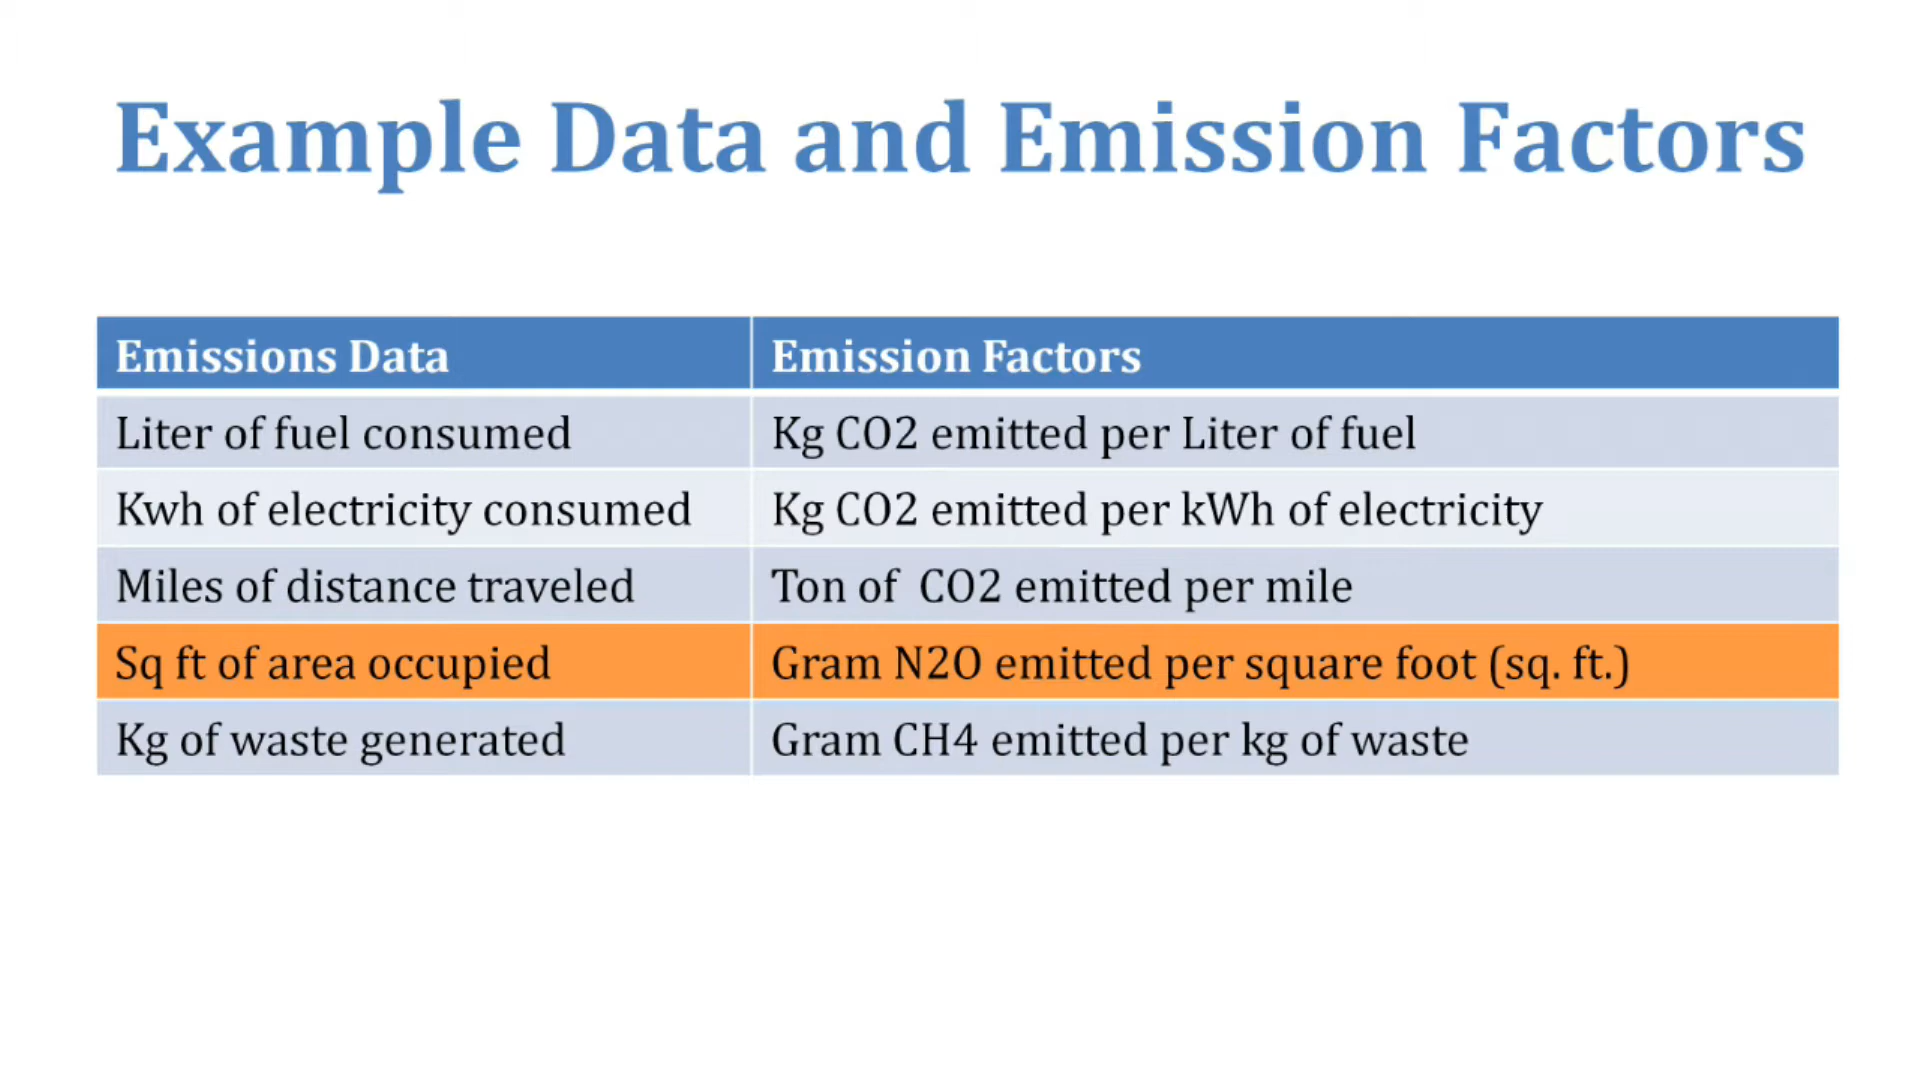 Example Data and Emission Factors
Emissions Data Emission Factors
Liter of fuel consumed Kg CO2 emitted per Liter of fuel
Kwh of electricity consumed Kg CO2 emitted per kWh of electricity
Miles of distance traveled Ton of CO2 emitted per mile
Sq ft of area occupied Gram N2O emitted per square foot (sq. ft.)
Kg of waste generated Gram CH4 emitted per kg of waste